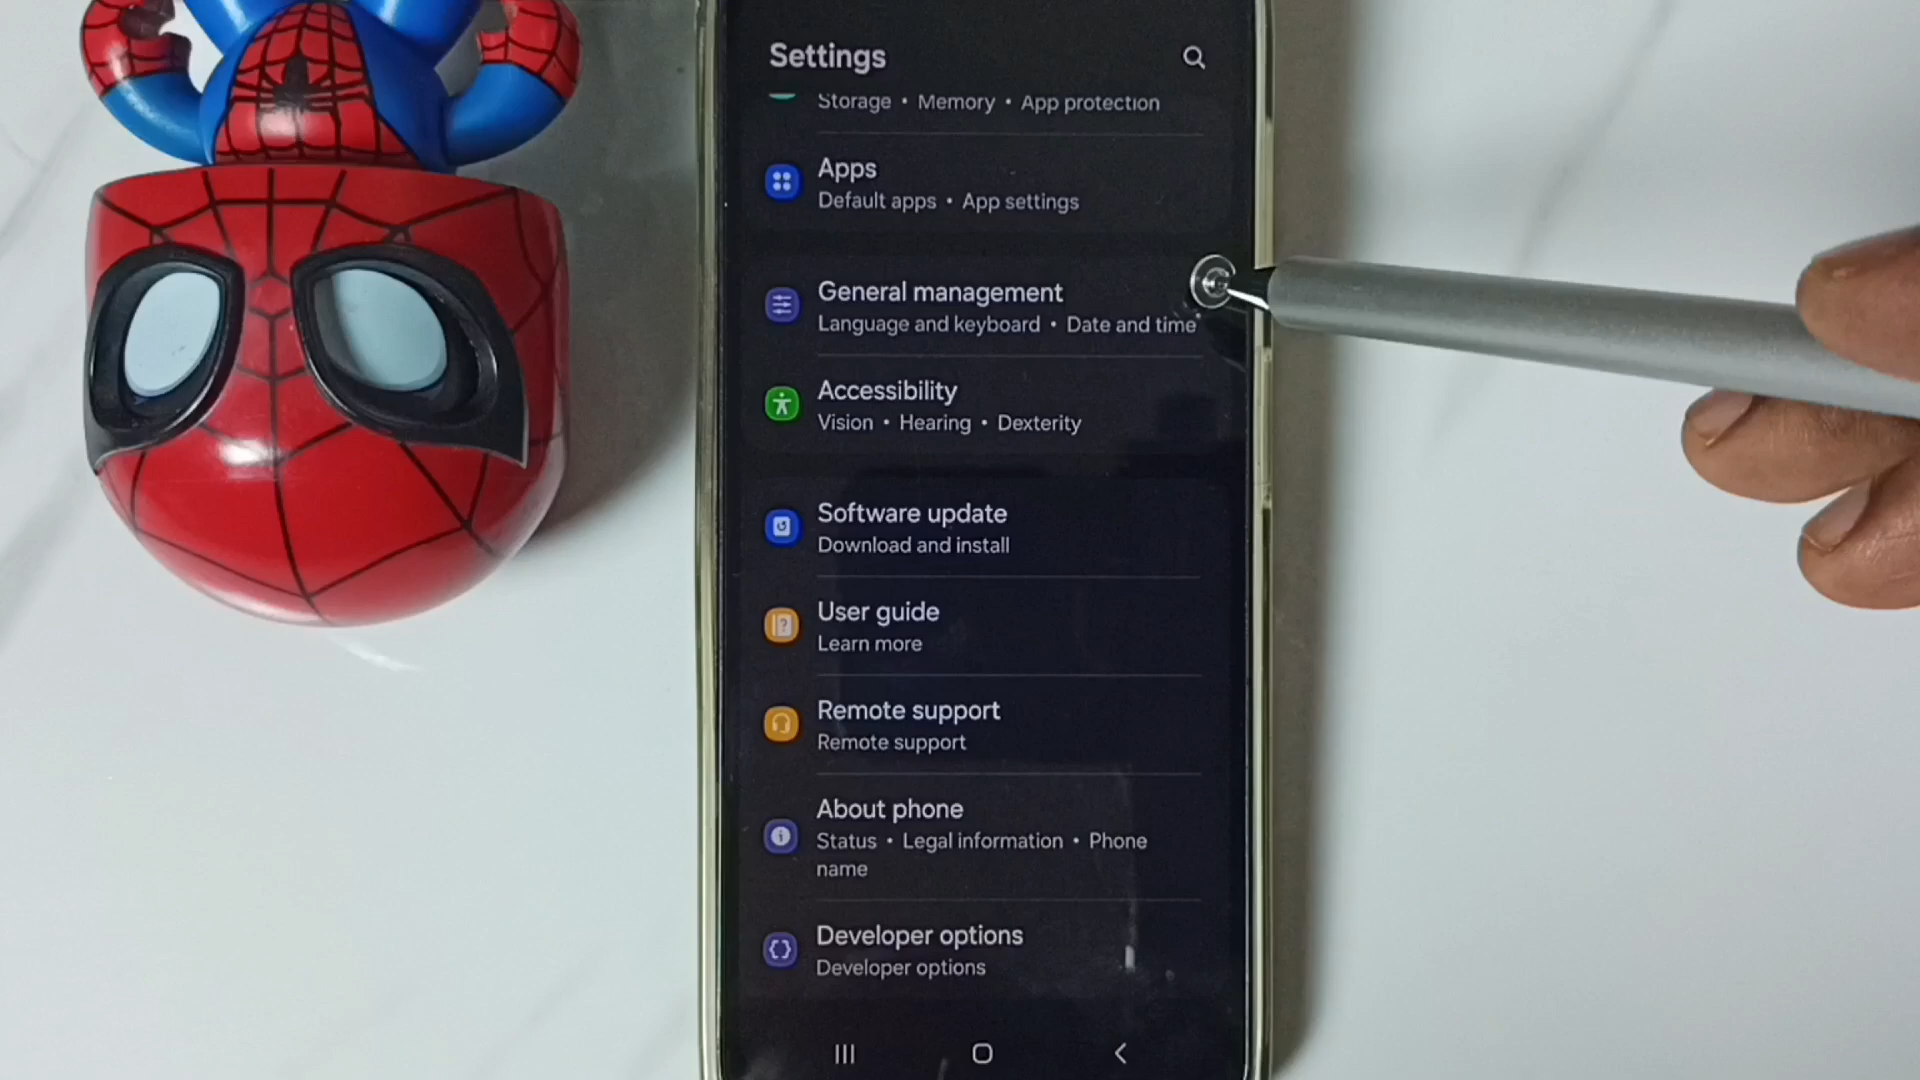 Settings
Storage • Memory • App protection
Apps
Default apps • App settings
General management
Language and keyboard • Date and time
Accessibility
Vision • Hearing • Dexterity
Software update
Download and install
User guide
Learn more
Remote support
Remote support
About phone
Status • Legal information • Phone
name
Developer options
Developer options